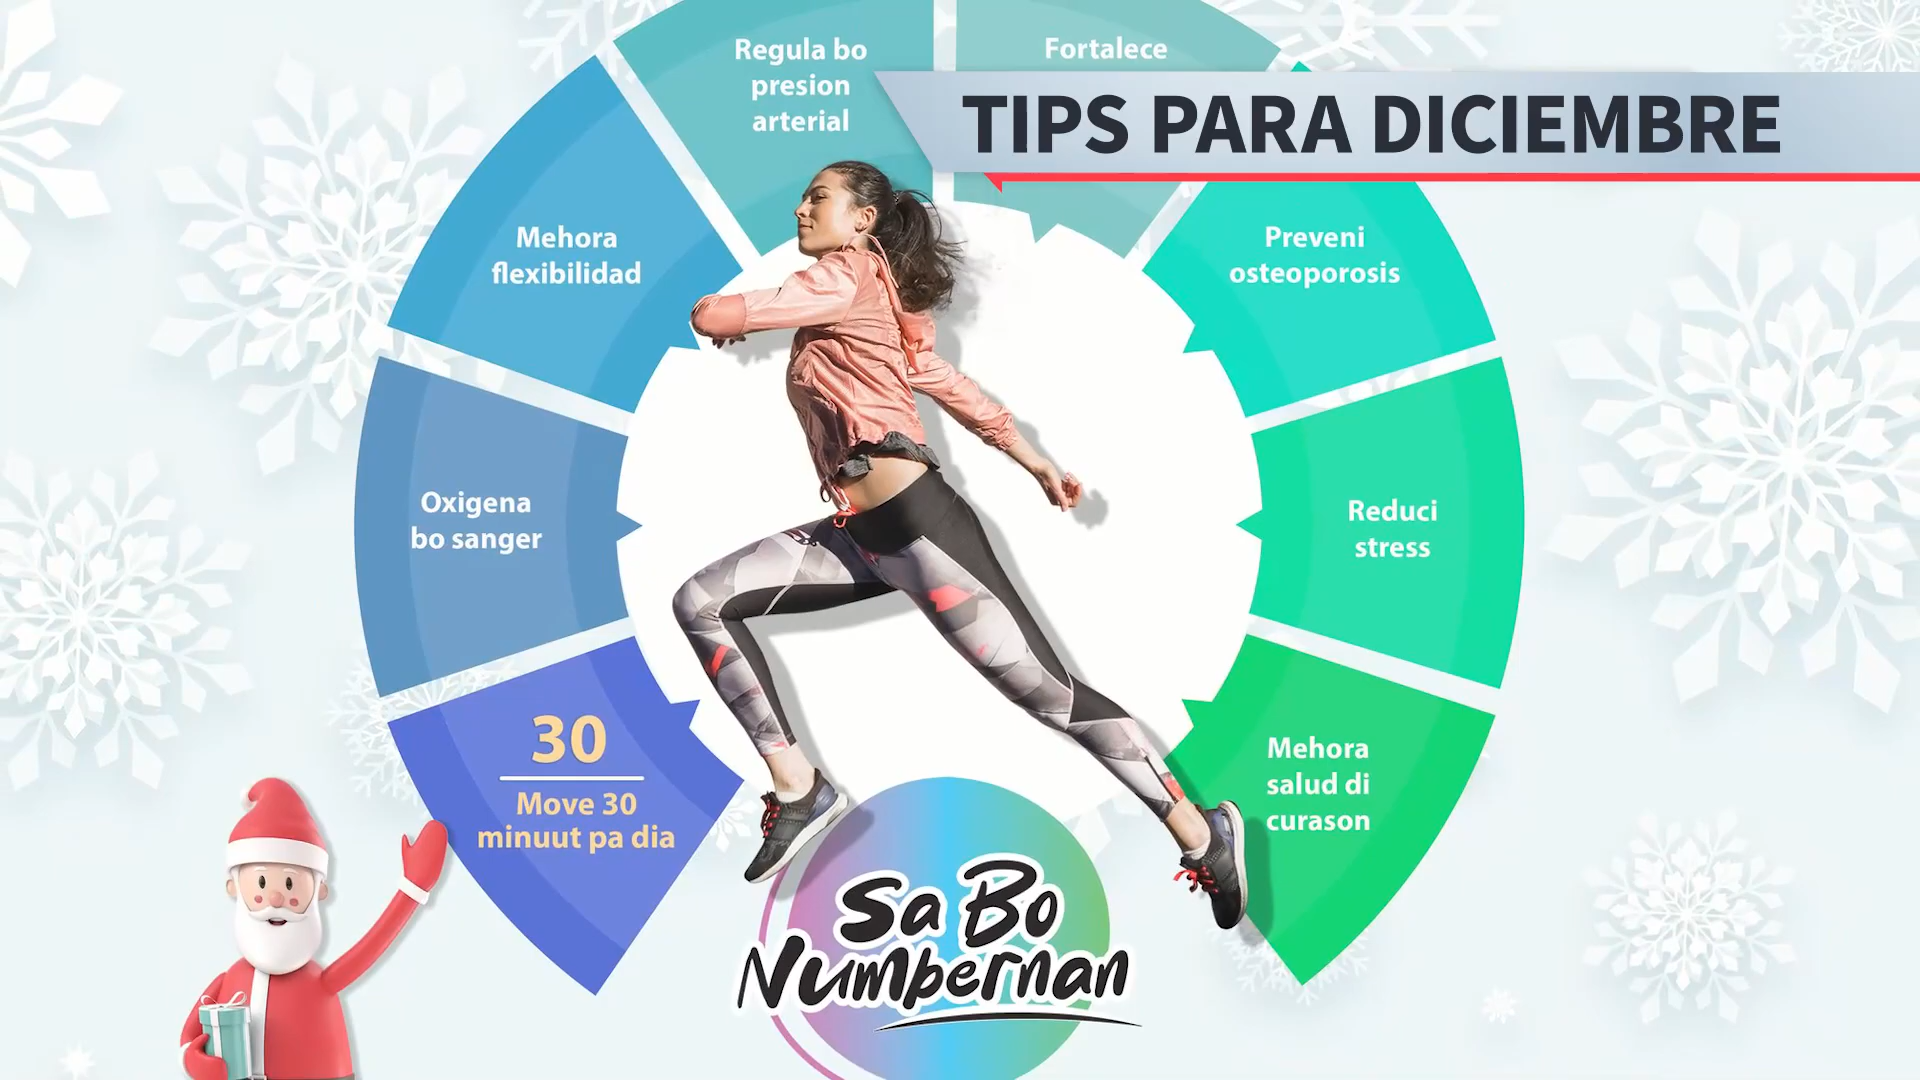 TIPS PARA DICIEMBRE
Regula bo
presion
arterial
Fortalece
Mehora
flexibilidad
Preveni
osteoporosis
Oxigena
bo sanger
Reduci
stress
30
Move 30
minuut pa dia
Mehora
salud di
curason
Sa Bo
Numbernan